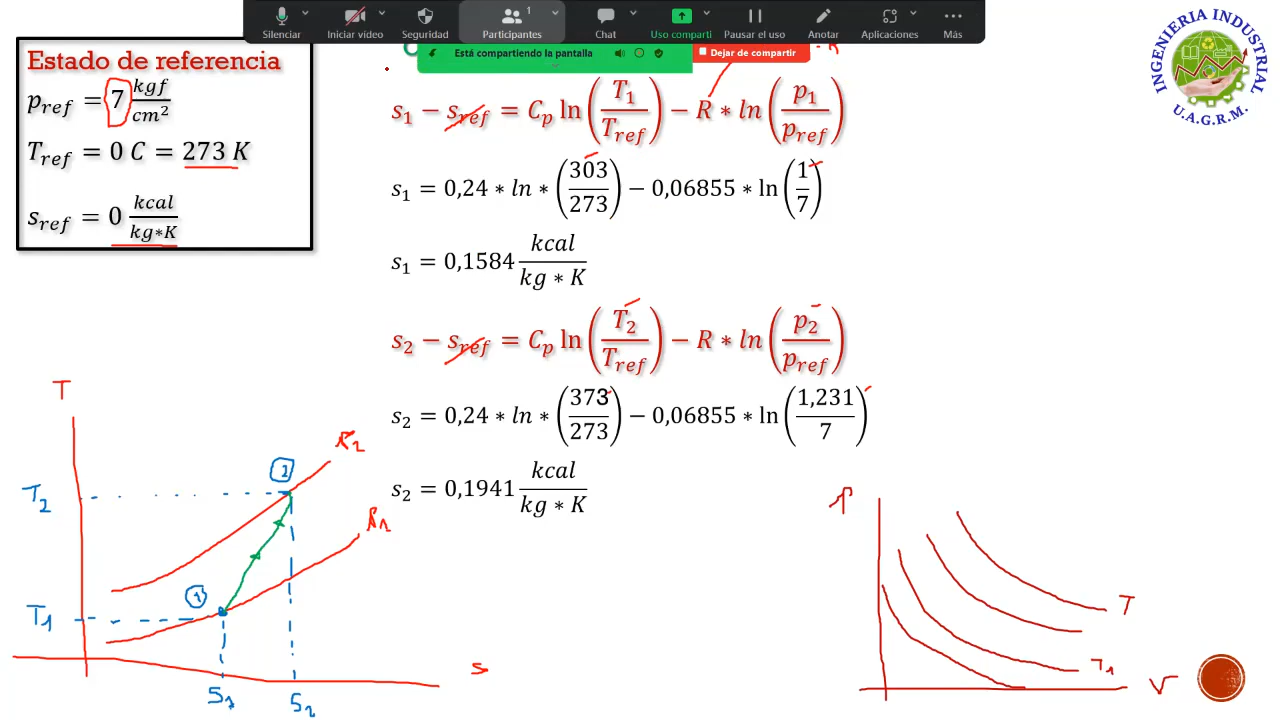 Silenciar
Iniciar video
Seguridad
1
Participantes
Chat
Uso comparti
Pausar el uso
Anotar
Aplicaciones
Más
Está compartiendo la pantalla
Dejar de compartir
Estado de referencia
p_ref = 7 kgf/cm²
T_ref = 0 C = 273 K
s_ref = 0 kcal/kg∗K
s₁ − s_ref = C_p ln(T₁/T_ref) − R ∗ ln(p₁/p_ref)
s₁ = 0,24 ∗ ln ∗ (303/273) − 0,06855 ∗ ln(1/7)
s₁ = 0,1584 kcal/kg ∗ K
s₂ − s_ref = C_p ln(T₂/T_ref) − R ∗ ln(p₂/p_ref)
s₂ = 0,24 ∗ ln ∗ (373/273) − 0,06855 ∗ ln(1,231/7)
s₂ = 0,1941 kcal/kg ∗ K
INGENIERIA INDUSTRIAL
U.A.G.R.M.
T
P₂
2
T₂
P₁
1
T₁
s
S₁
S₂
P
T
T₁
V